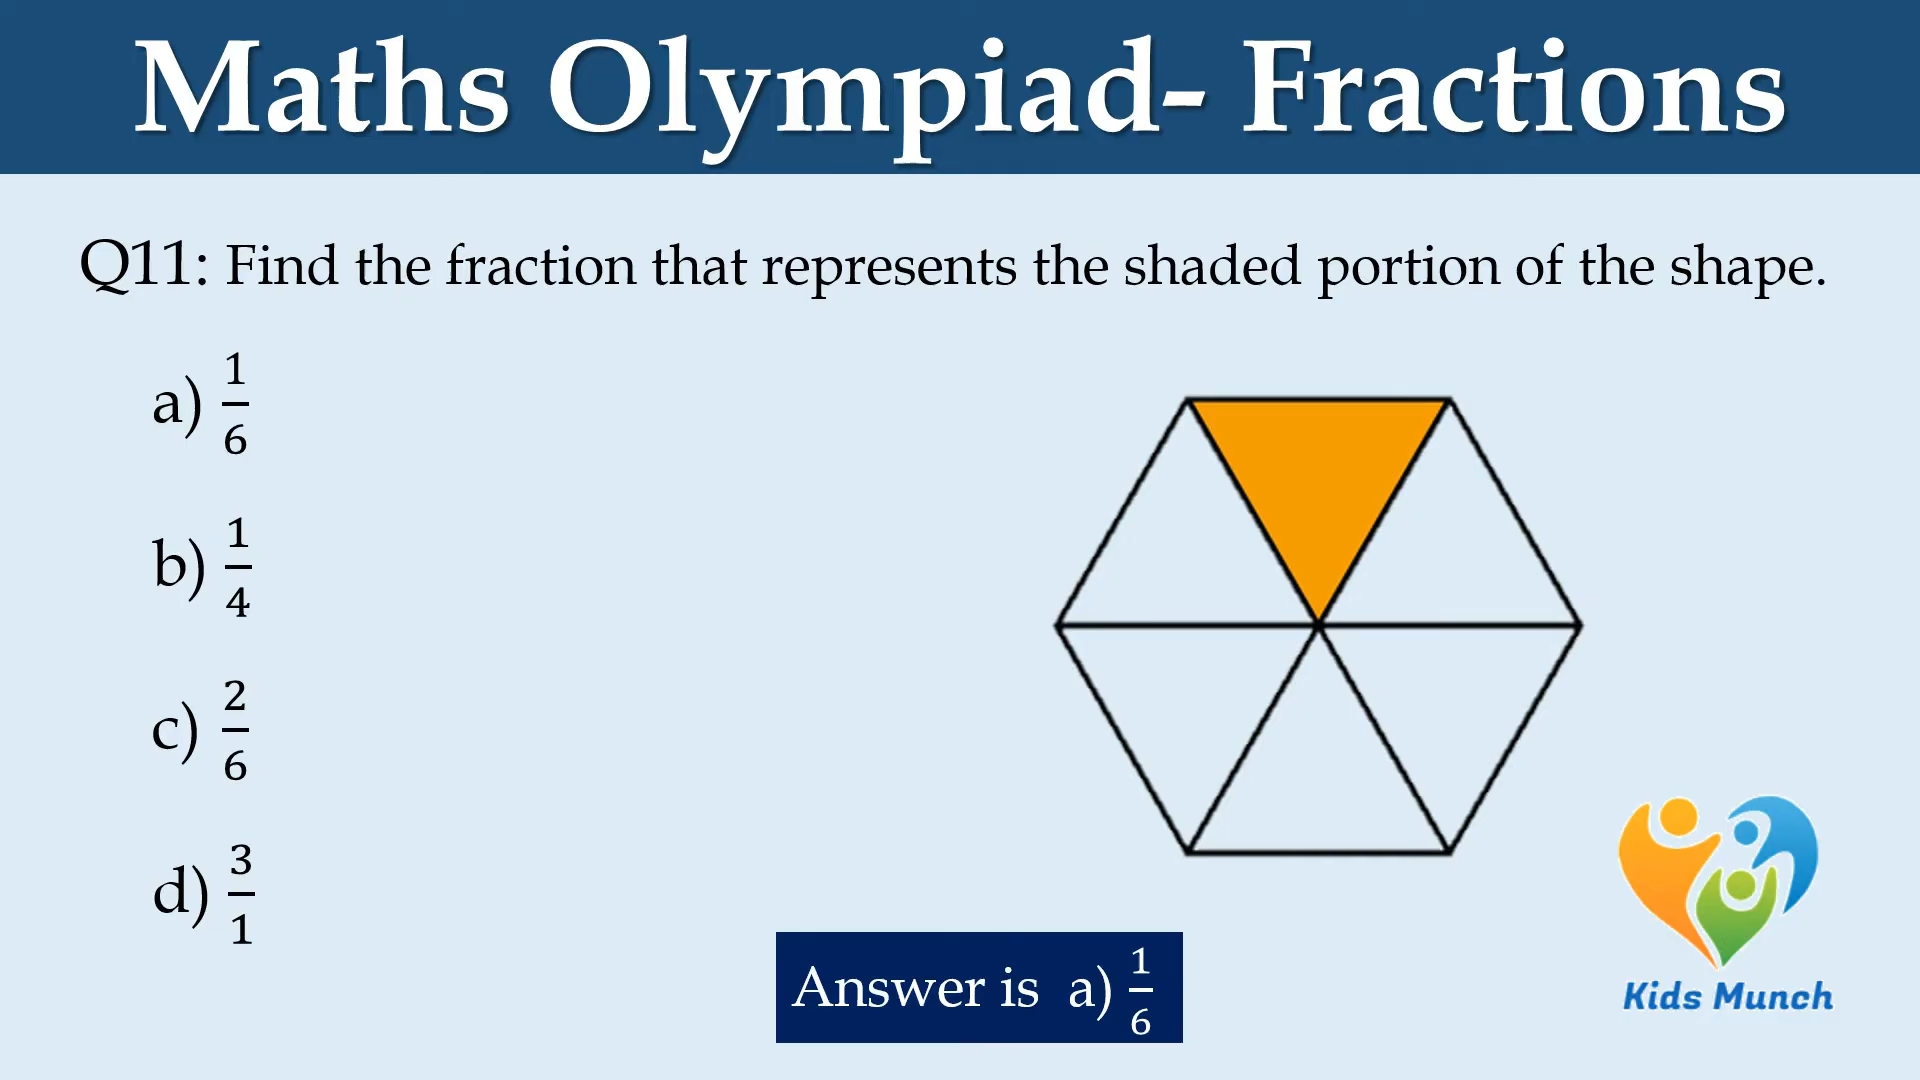 Maths Olympiad- Fractions
Q11: Find the fraction that represents the shaded portion of the shape.
a) 1/6
b) 1/4
c) 2/6
d) 3/1
Answer is a) 1/6
Kids Munch